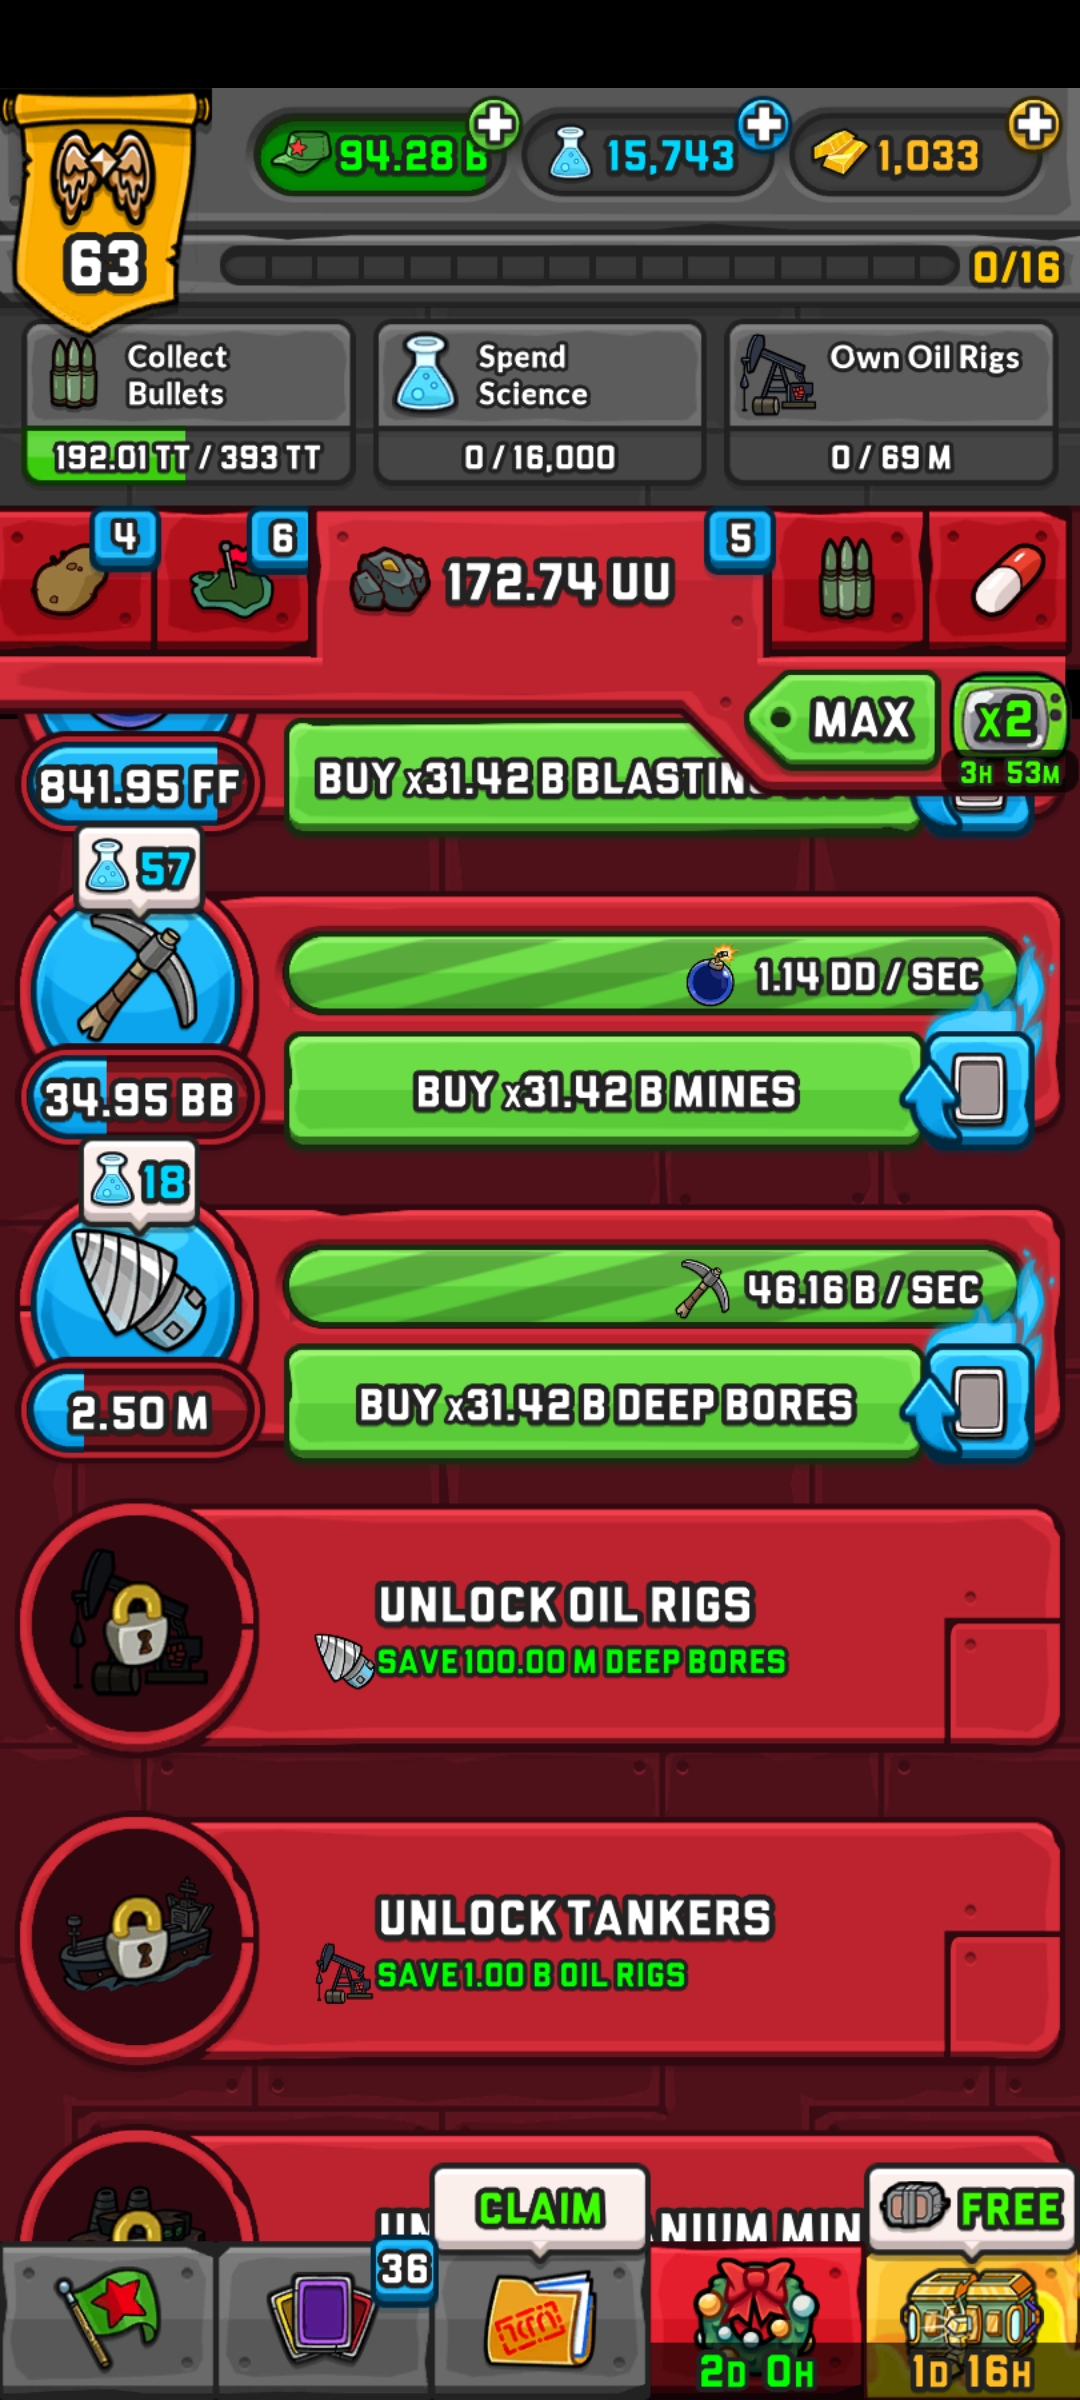 94.28 B
15,743
1,033
63
0/16
Collect
Bullets
192.01 TT / 393 TT
Spend
Science
0 / 16,000
Own Oil Rigs
0 / 69 M
4
6
172.74 UU
5
MAX
x2
3H 53M
841.95 FF
BUY x31.42 B BLASTIN
57
1.14 DD / SEC
34.95 BB
BUY x31.42 B MINES
18
46.16 B / SEC
2.50 M
BUY x31.42 B DEEP BORES
UNLOCK OIL RIGS
SAVE 100.00 M DEEP BORES
UNLOCK TANKERS
SAVE 1.00 B OIL RIGS
CLAIM
FREE
36
2D 0H
1D 16H